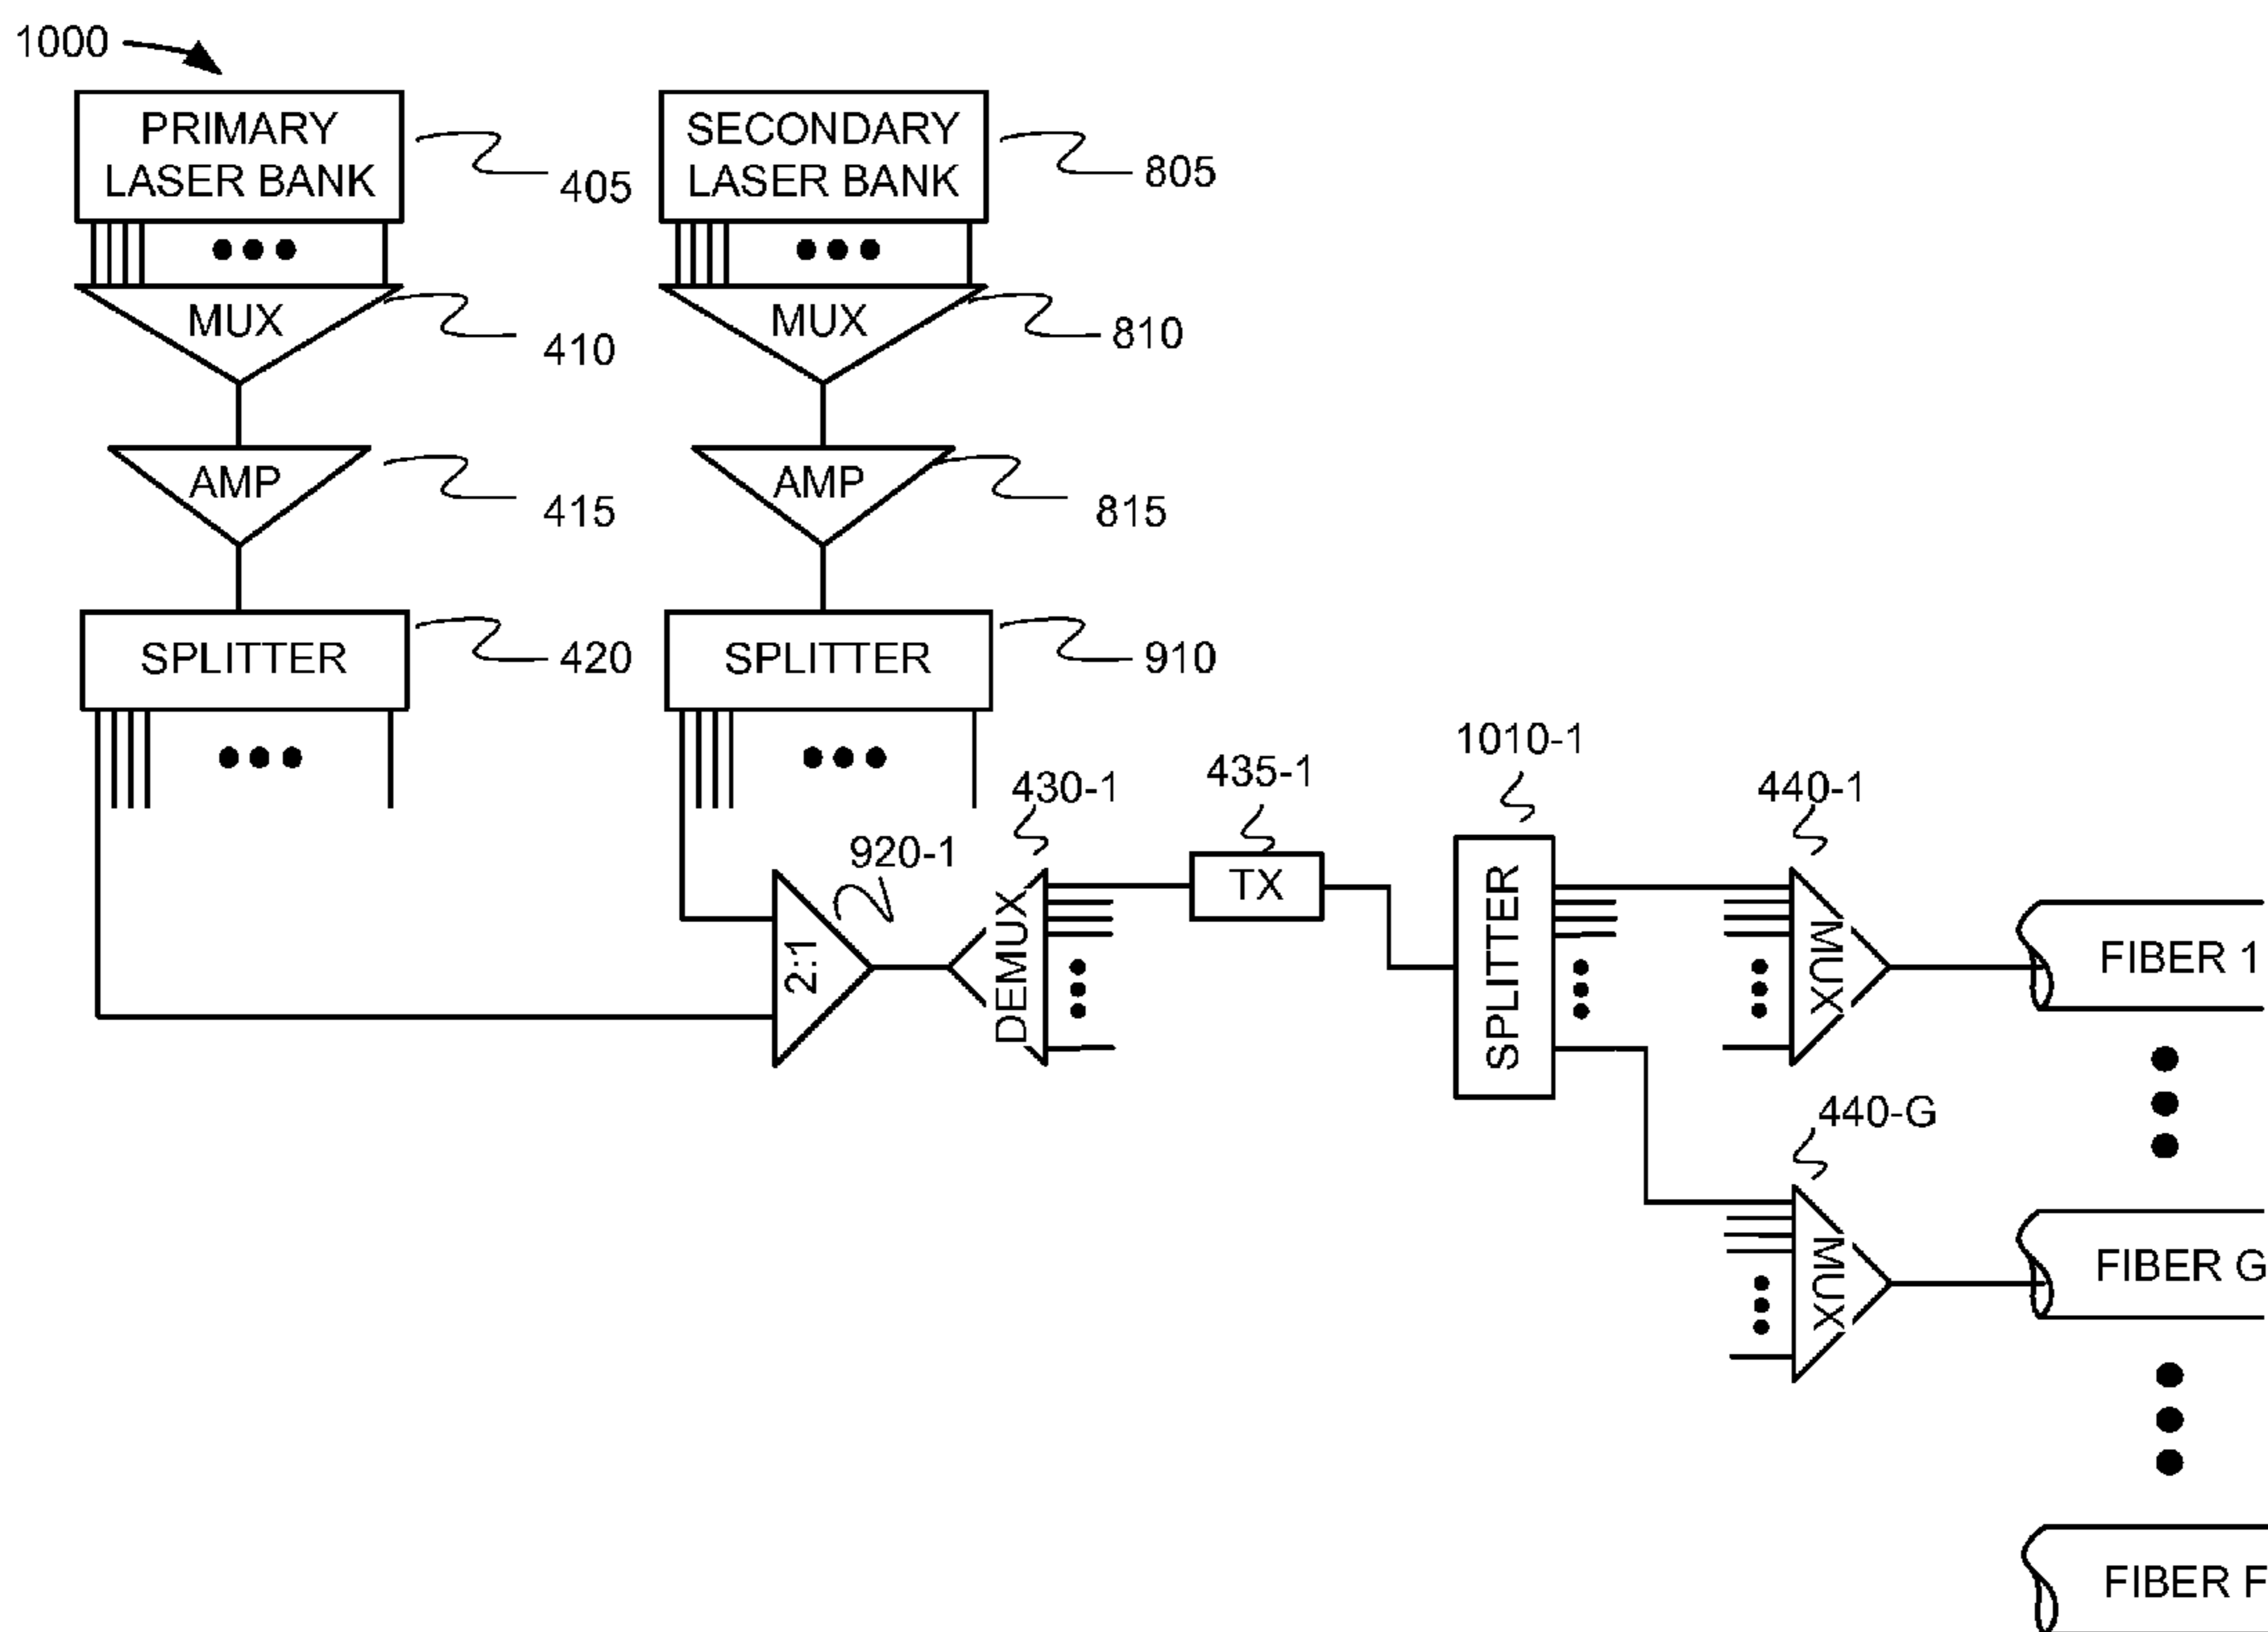 1000
PRIMARY
LASER BANK
405
SECONDARY
LASER BANK
805
MUX
410
MUX
810
AMP
415
AMP
815
SPLITTER
420
SPLITTER
910
920-1
2:1
430-1
DEMUX
435-1
TX
1010-1
SPLITTER
440-1
MUX
FIBER 1
440-G
MUX
FIBER G
FIBER F